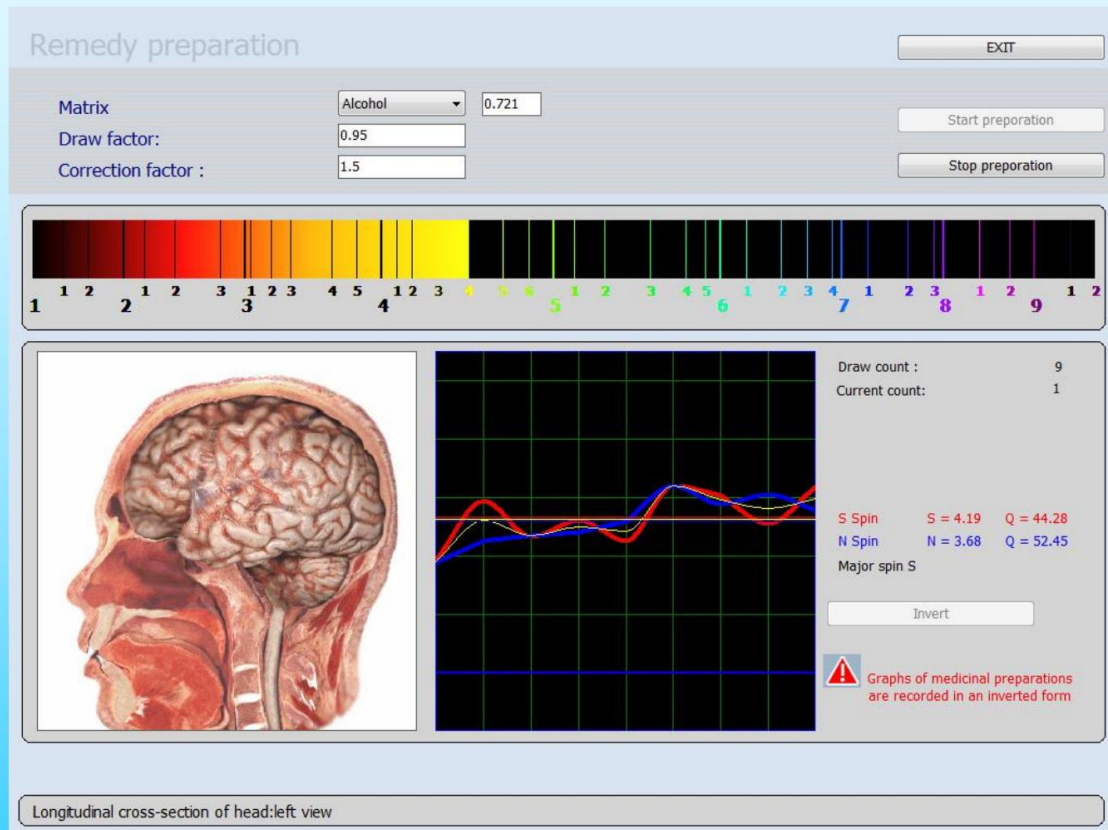 Remedy preparation
EXIT
Matrix Alcohol 0.721
Start preporation
Draw factor: 0.95
Correction factor : 1.5
Stop preporation
1 2 1 2 3 1 2 3 4 5 1 2 3 4 5 6 1 2 3 4 5 1 2 3 4 1 2 3 1 2 1 2
1 2 3 4 5 6 7 8 9
Draw count : 9
Current count: 1
S Spin S = 4.19 Q = 44.28
N Spin N = 3.68 Q = 52.45
Major spin S
Invert
Graphs of medicinal preparations
are recorded in an inverted form
Longitudinal cross-section of head:left view